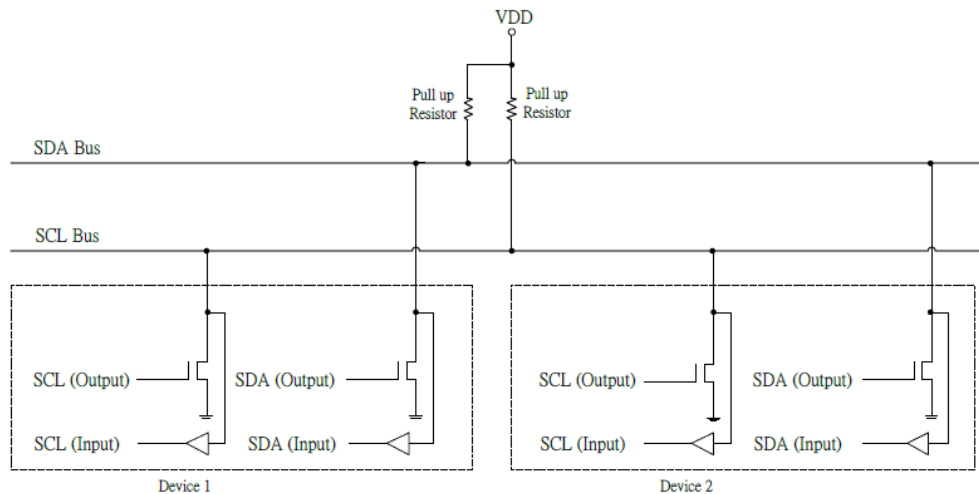 VDD
Pull up
Resistor
Pull up
Resistor
SDA Bus
SCL Bus
SCL (Output)
SDA (Output)
SCL (Output)
SDA (Output)
SCL (Input)
SDA (Input)
SCL (Input)
SDA (Input)
Device 1
Device 2